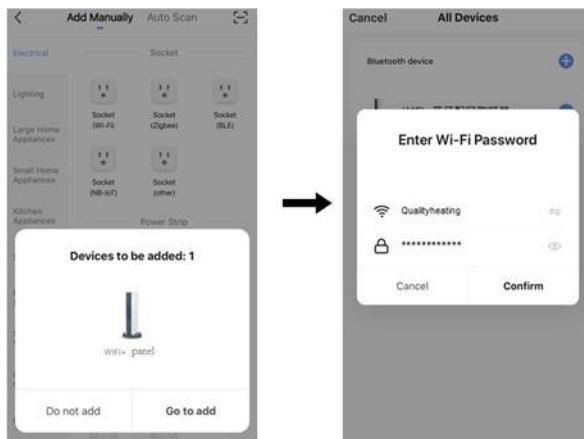 Add Manually Auto Scan
Electrical
Socket
Lighting
Large Home
Appliances
Small Home
Appliances
Kitchen
Appliances
Socket
(Wi-Fi)
Socket
(Zigbee)
Socket
(BLE)
Socket
(NB-IoT)
Socket
(other)
Power Strip
Devices to be added: 1
WIFI+ panel
Do not add
Go to add
Cancel All Devices
Bluetooth device
Enter Wi-Fi Password
Qualityheating
************
Cancel
Confirm